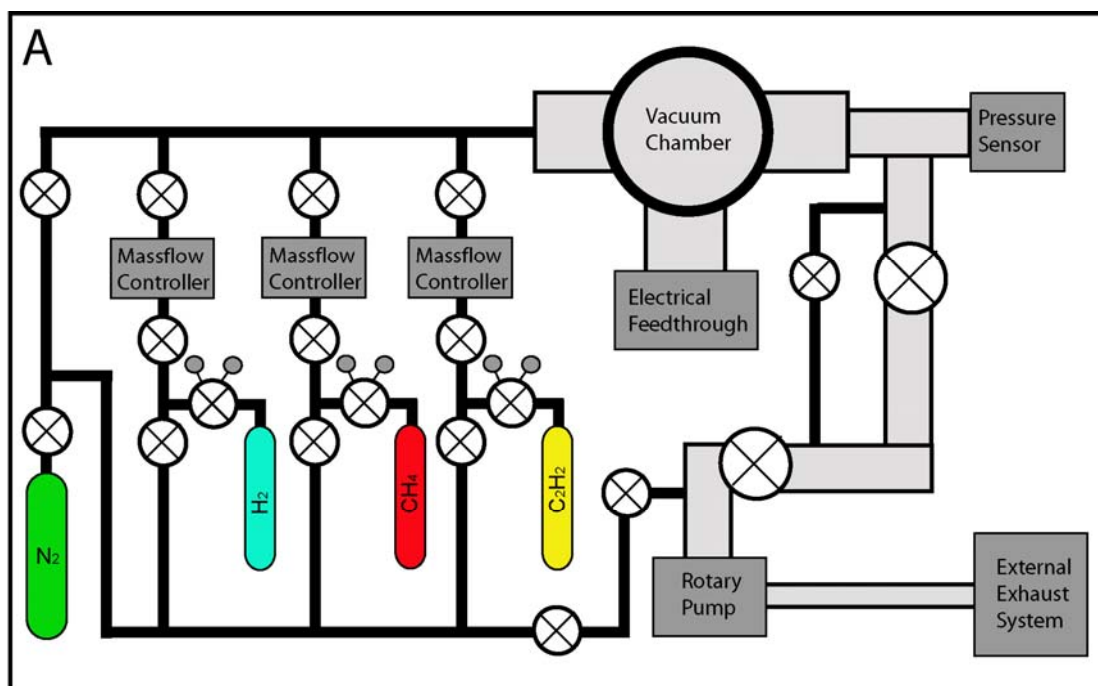 A
Vacuum
Chamber
Pressure
Sensor
Massflow
Controller
Massflow
Controller
Massflow
Controller
Electrical
Feedthrough
N₂
H₂
CH₄
C₂H₂
Rotary
Pump
External
Exhaust
System